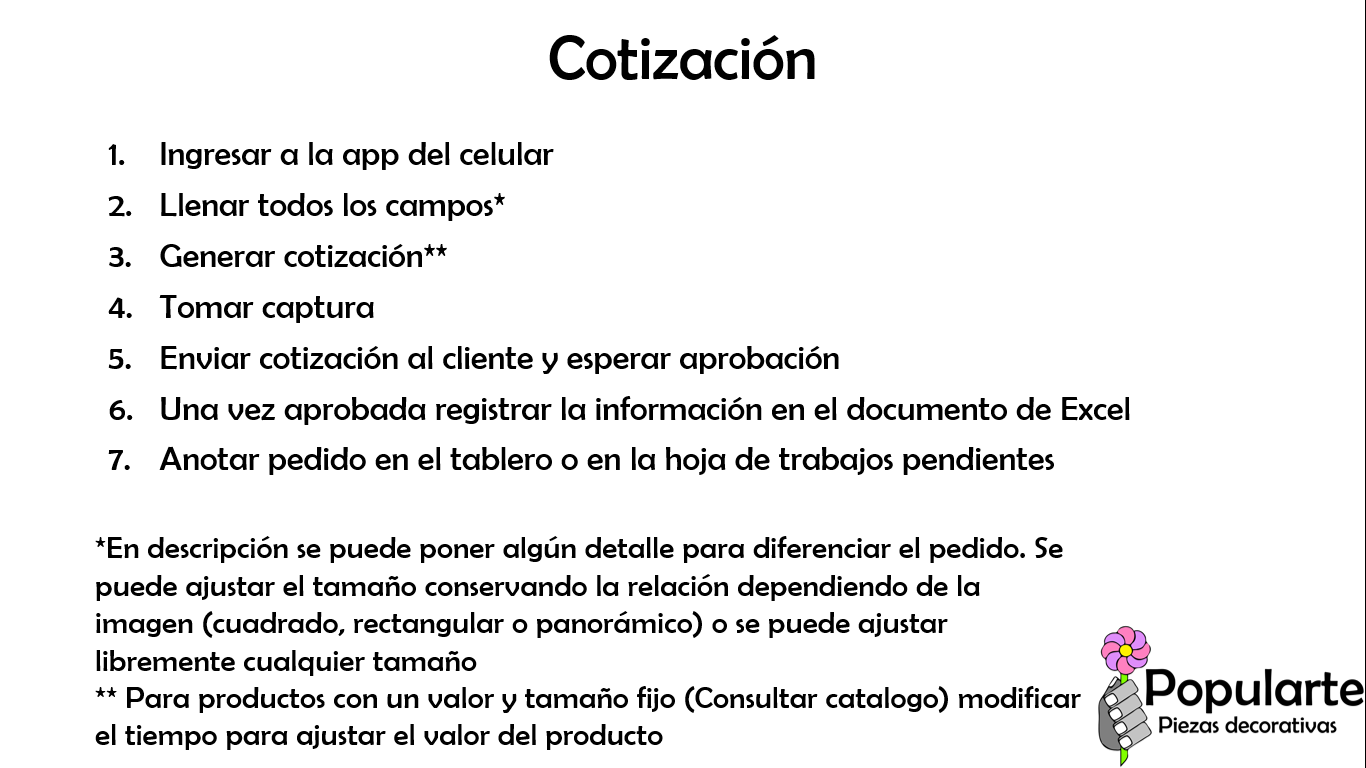 Cotización
1. Ingresar a la app del celular
2. Llenar todos los campos*
3. Generar cotización**
4. Tomar captura
5. Enviar cotización al cliente y esperar aprobación
6. Una vez aprobada registrar la información en el documento de Excel
7. Anotar pedido en el tablero o en la hoja de trabajos pendientes
*En descripción se puede poner algún detalle para diferenciar el pedido. Se
puede ajustar el tamaño conservando la relación dependiendo de la
imagen (cuadrado, rectangular o panorámico) o se puede ajustar
libremente cualquier tamaño
** Para productos con un valor y tamaño fijo (Consultar catalogo) modificar
el tiempo para ajustar el valor del producto
Popularte
Piezas decorativas